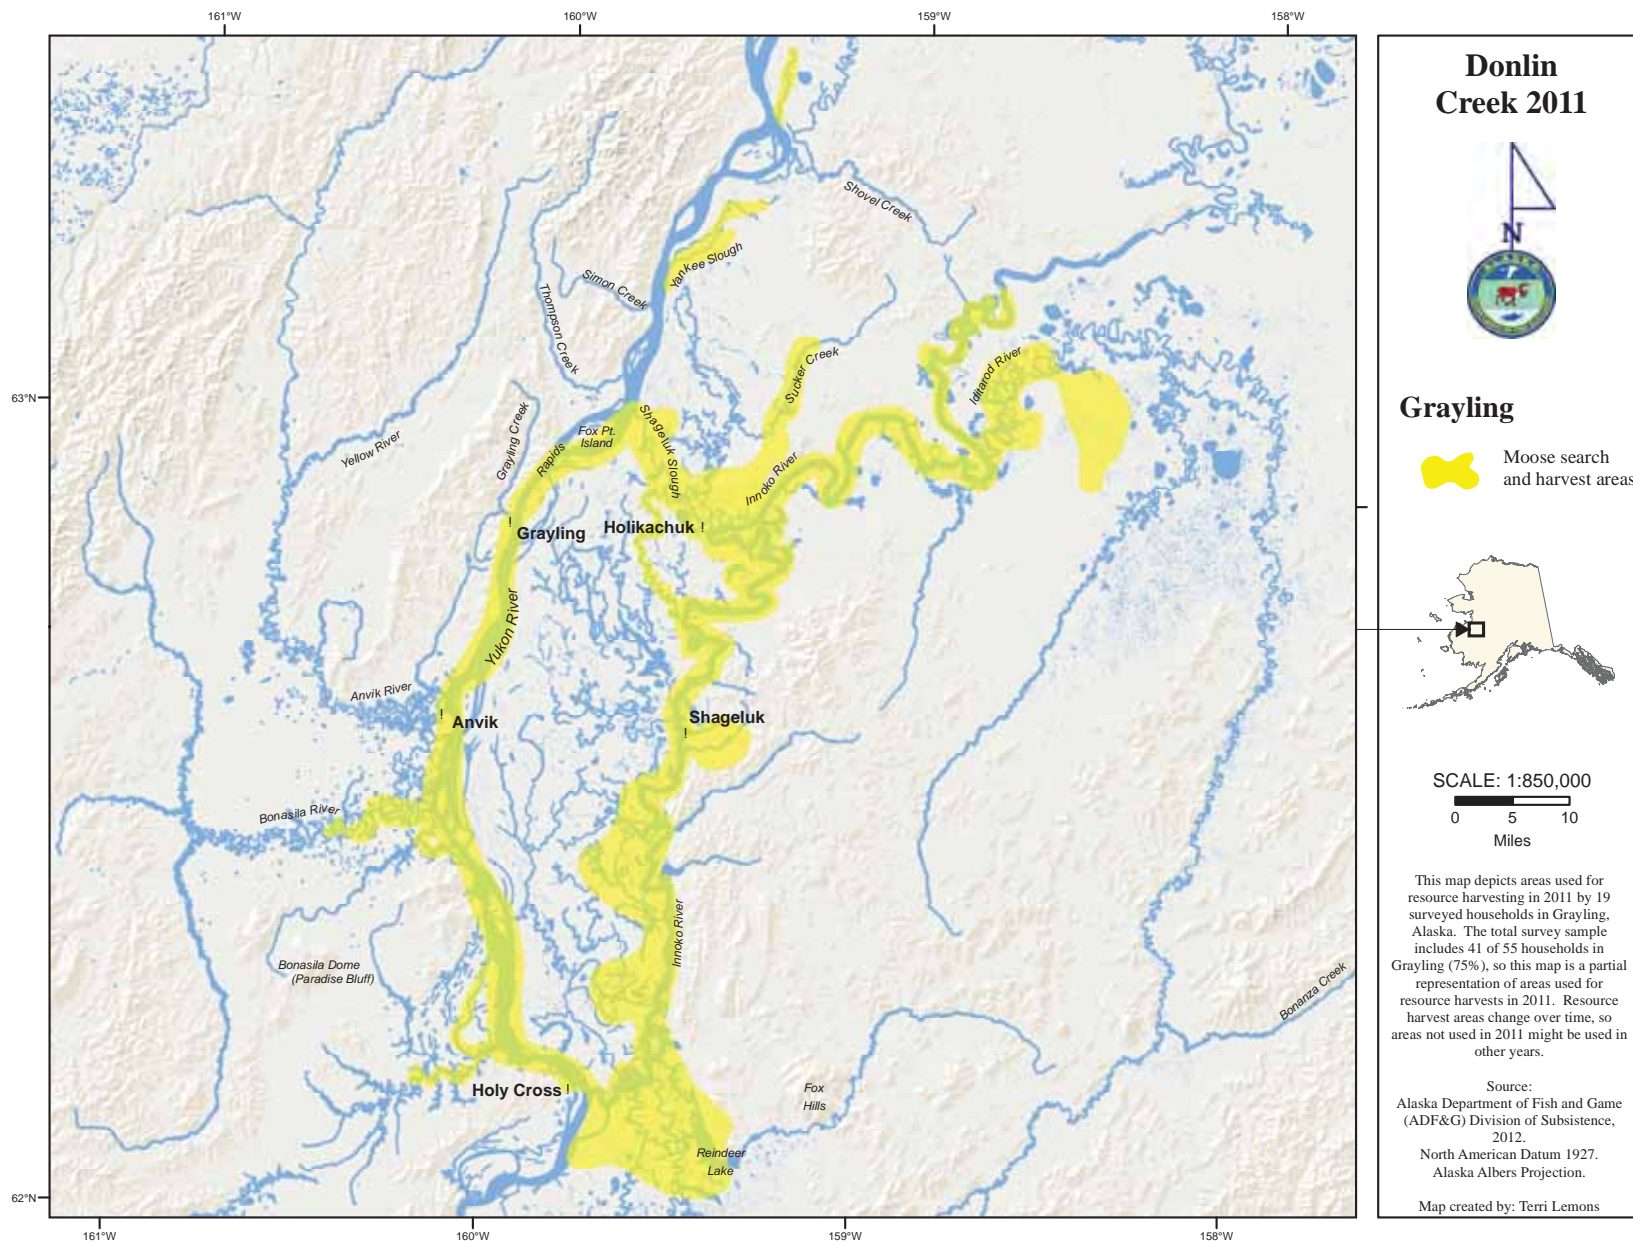 161°W
160°W
159°W
158°W
Donlin
Creek 2011
N
Shovel Creek
Yankee Slough
Simon Creek
Thompson Creek
63°N
Sucker Creek
Iditarod River
Grayling
Moose search
and harvest areas
Grayling Creek
Yellow River
Rapids
Fox Pt.
Island
Shageluk Slough
Innoko River
! Grayling
Holikachuk !
Yukon River
Anvik River
! Anvik
Shageluk
!
Bonasila River
SCALE: 1:850,000
0 5 10
Miles
Innoko River
Bonasila Dome
(Paradise Bluff)
Bonanza Creek
Holy Cross !
Fox
Hills
Reindeer
Lake
62°N
161°W
160°W
159°W
158°W
This map depicts areas used for
resource harvesting in 2011 by 19
surveyed households in Grayling,
Alaska. The total survey sample
includes 41 of 55 households in
Grayling (75%), so this map is a partial
representation of areas used for
resource harvests in 2011. Resource
harvest areas change over time, so
areas not used in 2011 might be used in
other years.
Source:
Alaska Department of Fish and Game
(ADF&G) Division of Subsistence,
2012.
North American Datum 1927.
Alaska Albers Projection.
Map created by: Terri Lemons